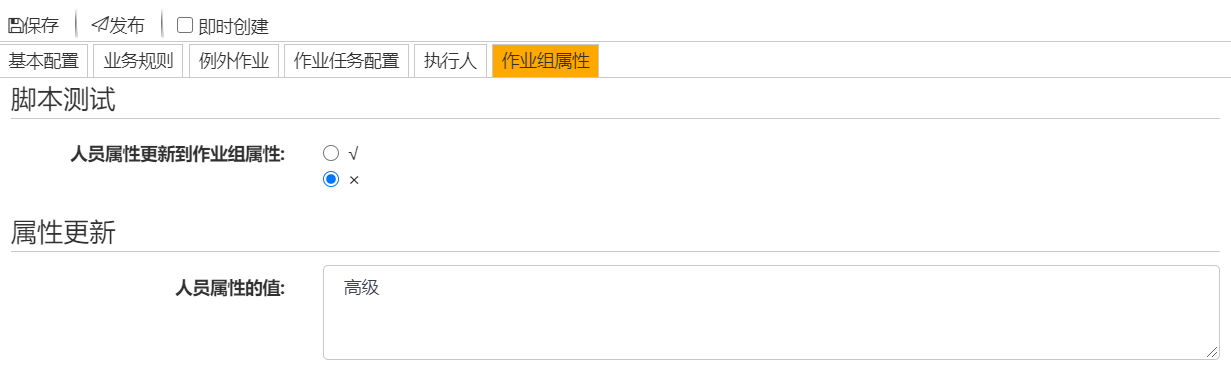 保存 发布 即时创建
基本配置 业务规则 例外作业 作业任务配置 执行人 作业组属性
脚本测试
人员属性更新到作业组属性: √
×
属性更新
人员属性的值: 高级